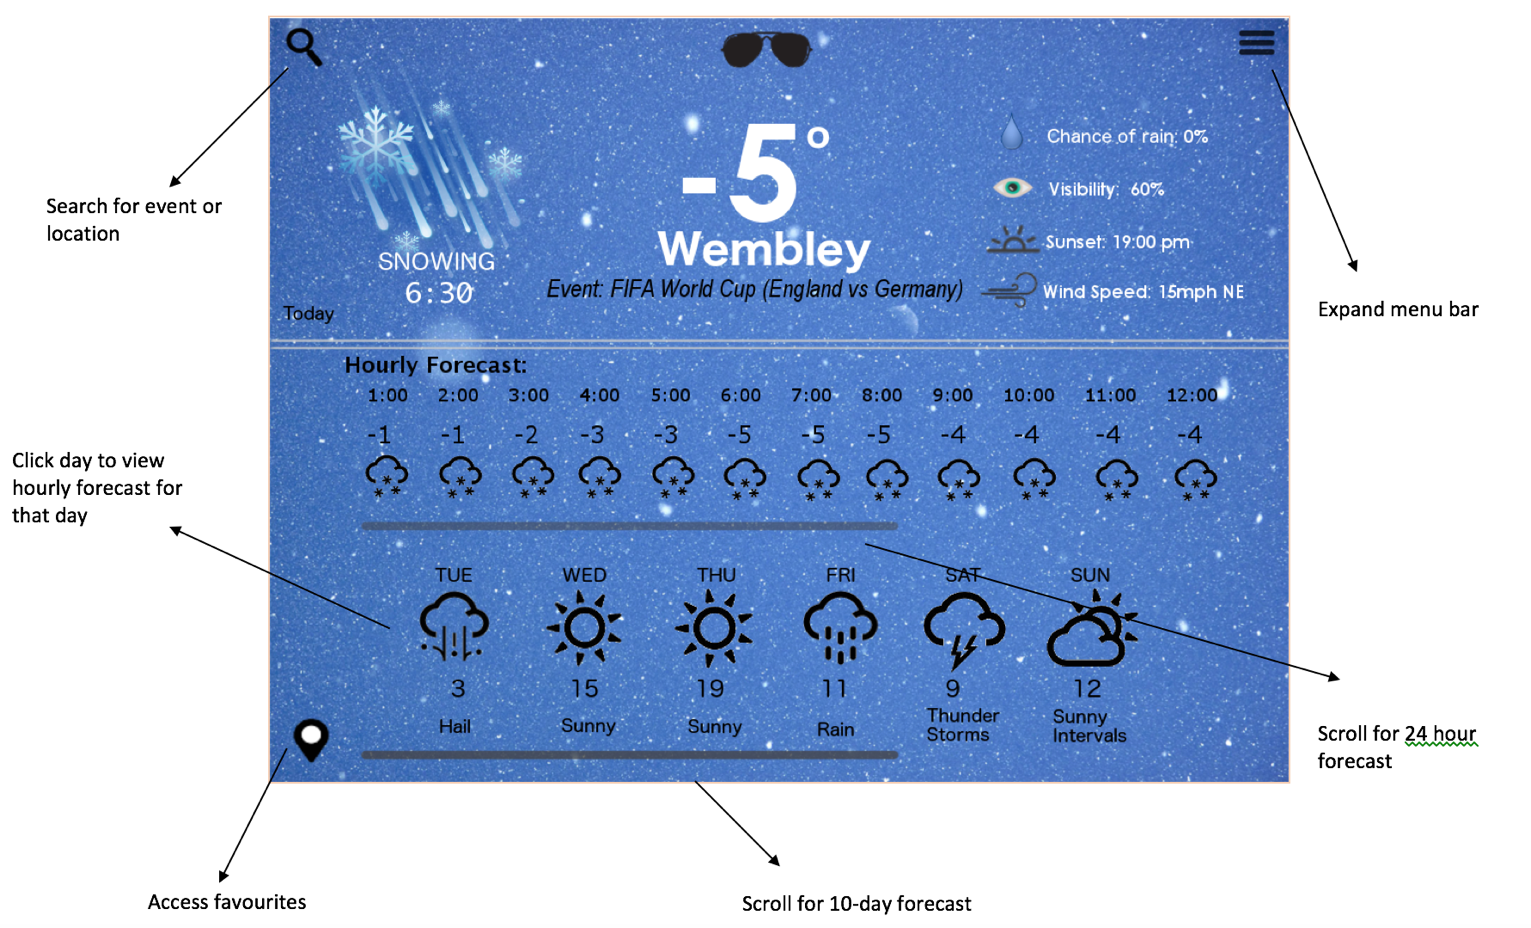 -5°
Chance of rain: 0%
Search for event or
location
Visibility: 60%
Wembley
Sunset: 19:00 pm
SNOWING
6:30
Event: FIFA World Cup (England vs Germany)
Wind Speed: 15mph NE
Today
Expand menu bar
Hourly Forecast:
1:00 2:00 3:00 4:00 5:00 6:00 7:00 8:00 9:00 10:00 11:00 12:00
-1 -1 -2 -3 -3 -5 -5 -5 -4 -4 -4 -4
Click day to view
hourly forecast for
that day
TUE WED THU FRI SAT SUN
3 15 19 11 9 12
Hail Sunny Sunny Rain Thunder Storms Sunny Intervals
Scroll for 24 hour
forecast
Access favourites
Scroll for 10-day forecast